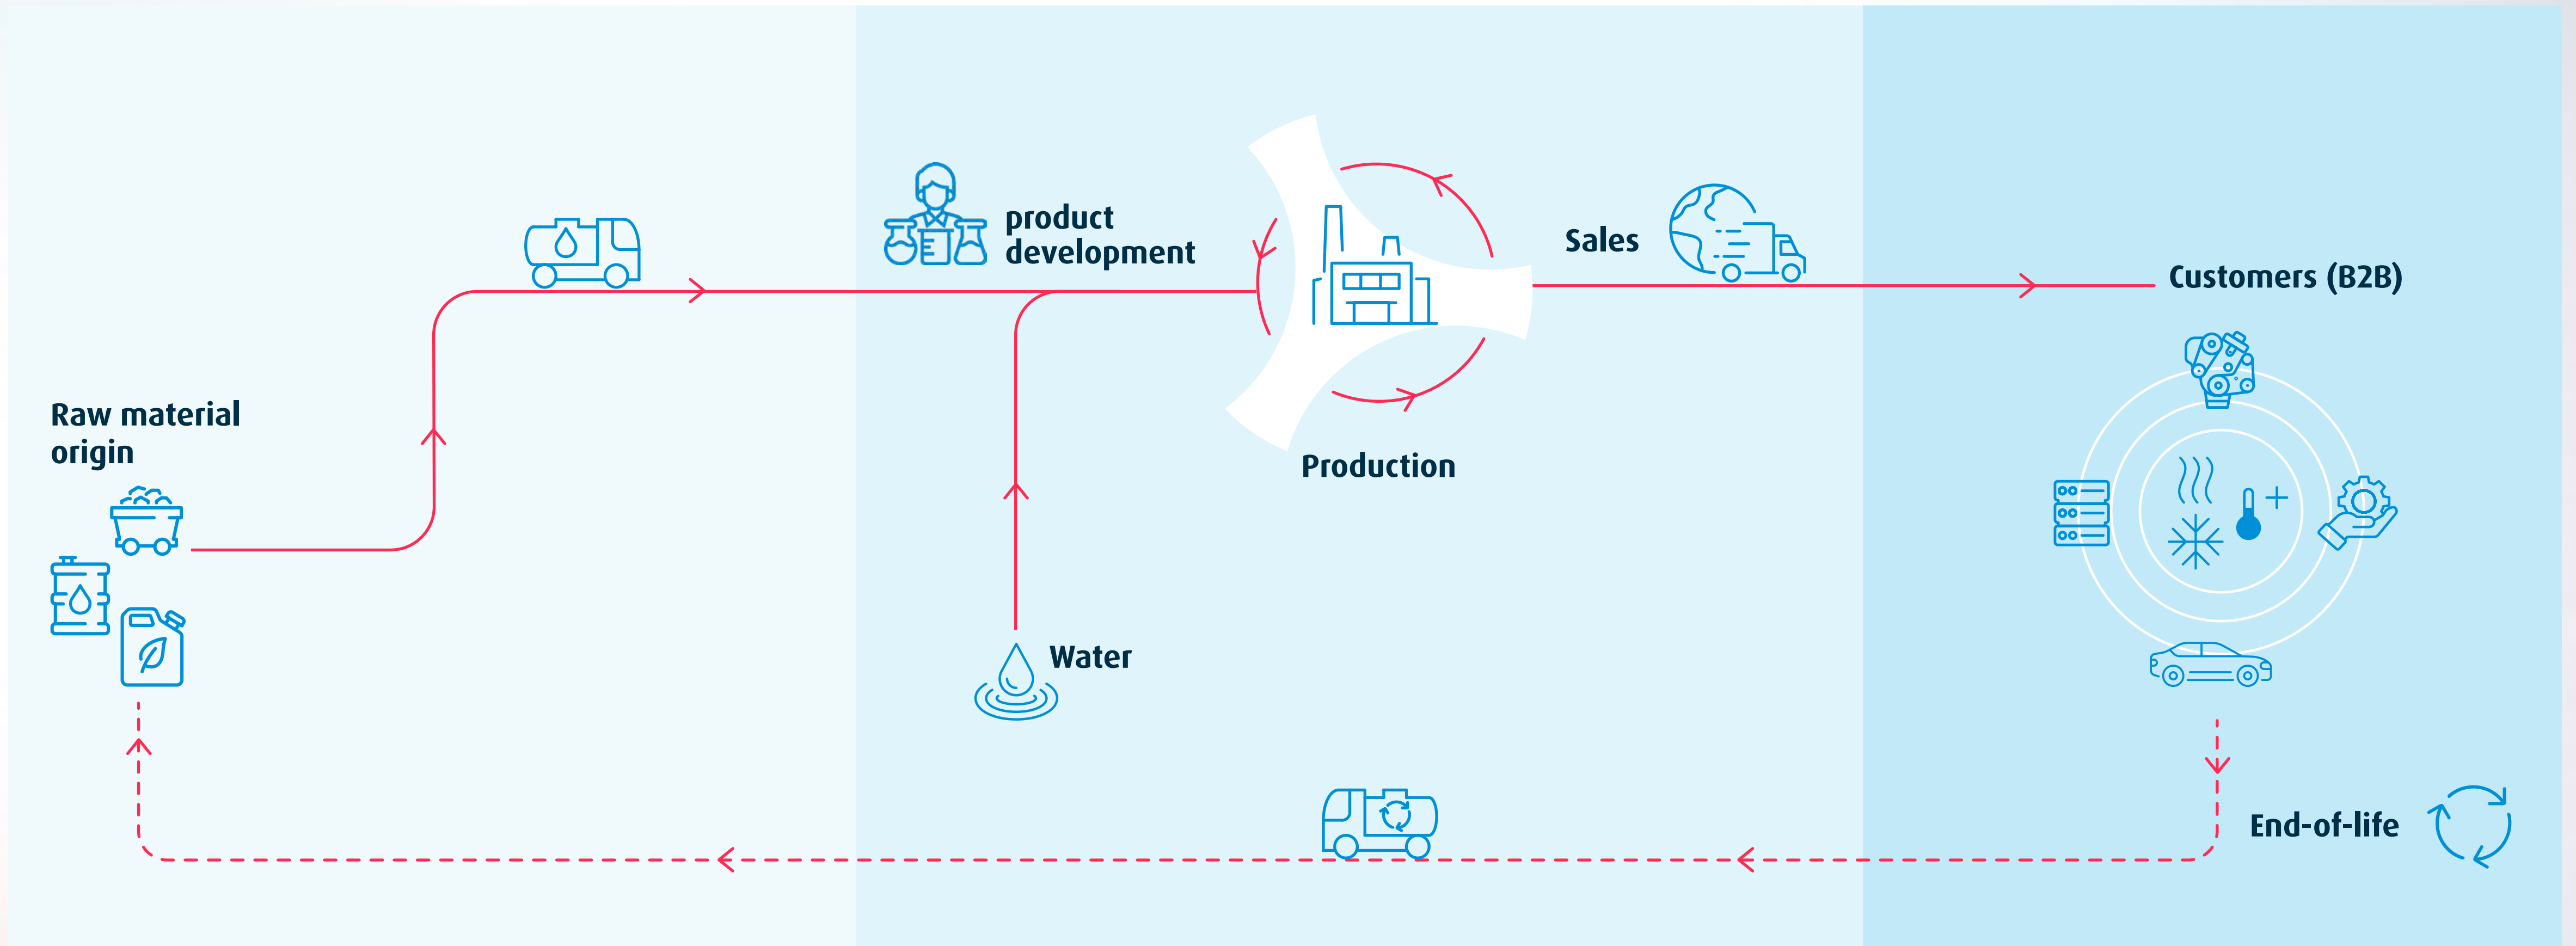 Raw material
origin
product
development
Water
Production
Sales
Customers (B2B)
End-of-life